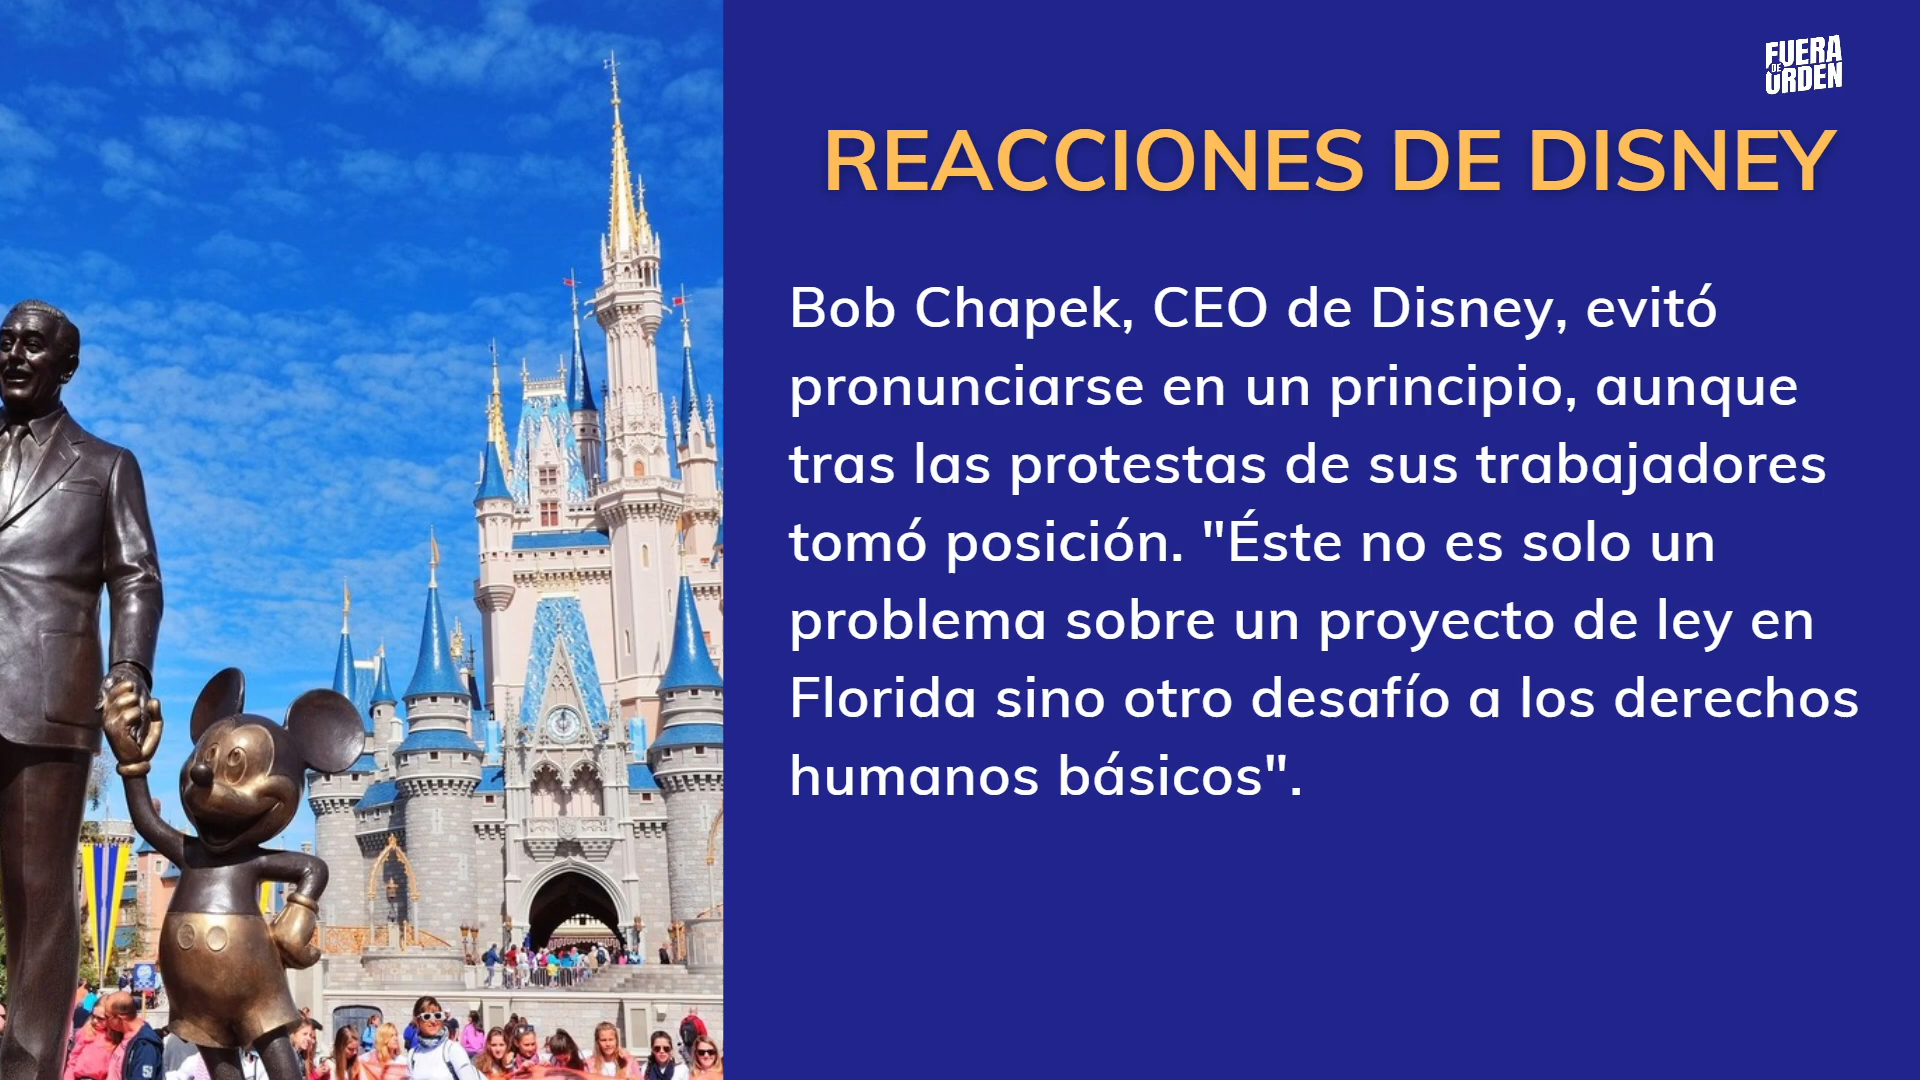 FUERA
DE
ORDEN
REACCIONES DE DISNEY
Bob Chapek, CEO de Disney, evitó
pronunciarse en un principio, aunque
tras las protestas de sus trabajadores
tomó posición. "Éste no es solo un
problema sobre un proyecto de ley en
Florida sino otro desafío a los derechos
humanos básicos".